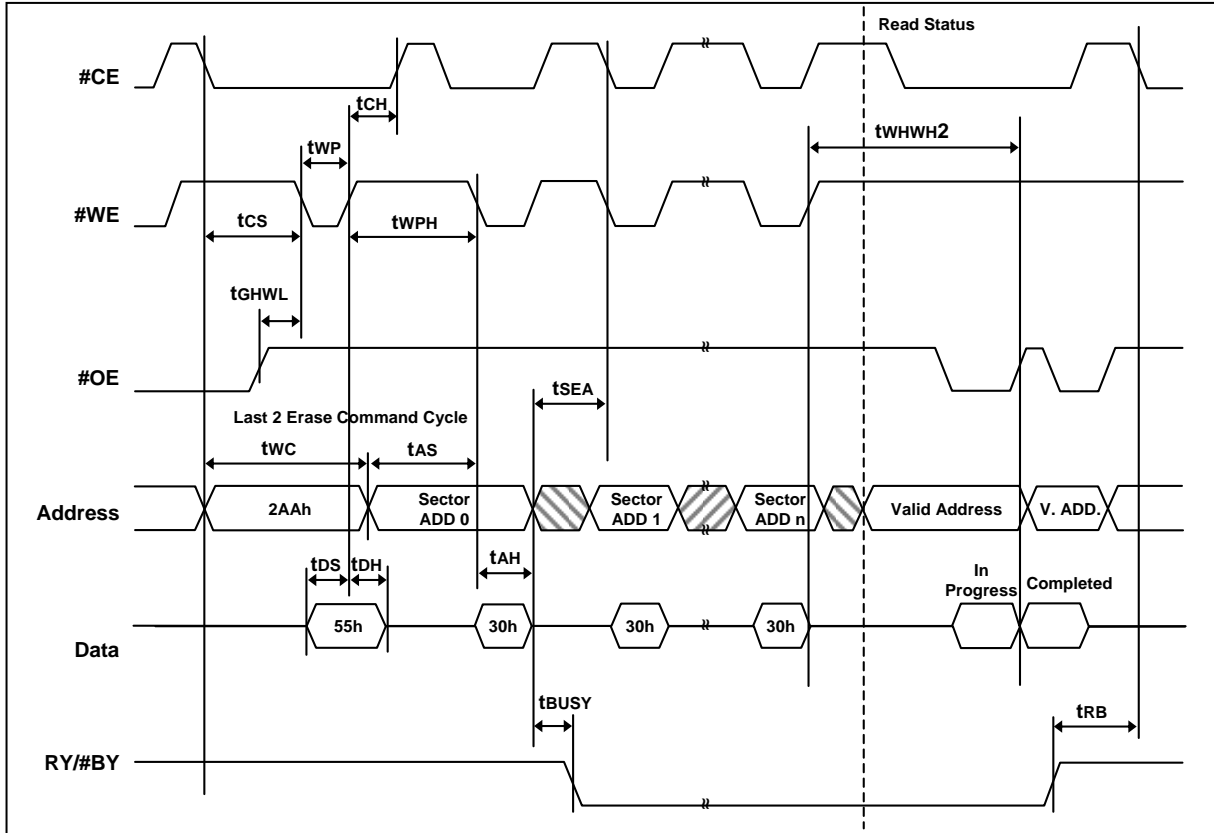 Read Status
#CE
tCH
tWHWH2
tWP
#WE
tCS
tWPH
tGHWL
#OE
tSEA
Last 2 Erase Command Cycle
tWC
tAS
Address
2AAh
Sector
ADD 0
Sector
ADD 1
Sector
ADD n
Valid Address
V. ADD.
tDS
tDH
tAH
In
Progress
Completed
Data
55h
30h
30h
30h
tBUSY
tRB
RY/#BY